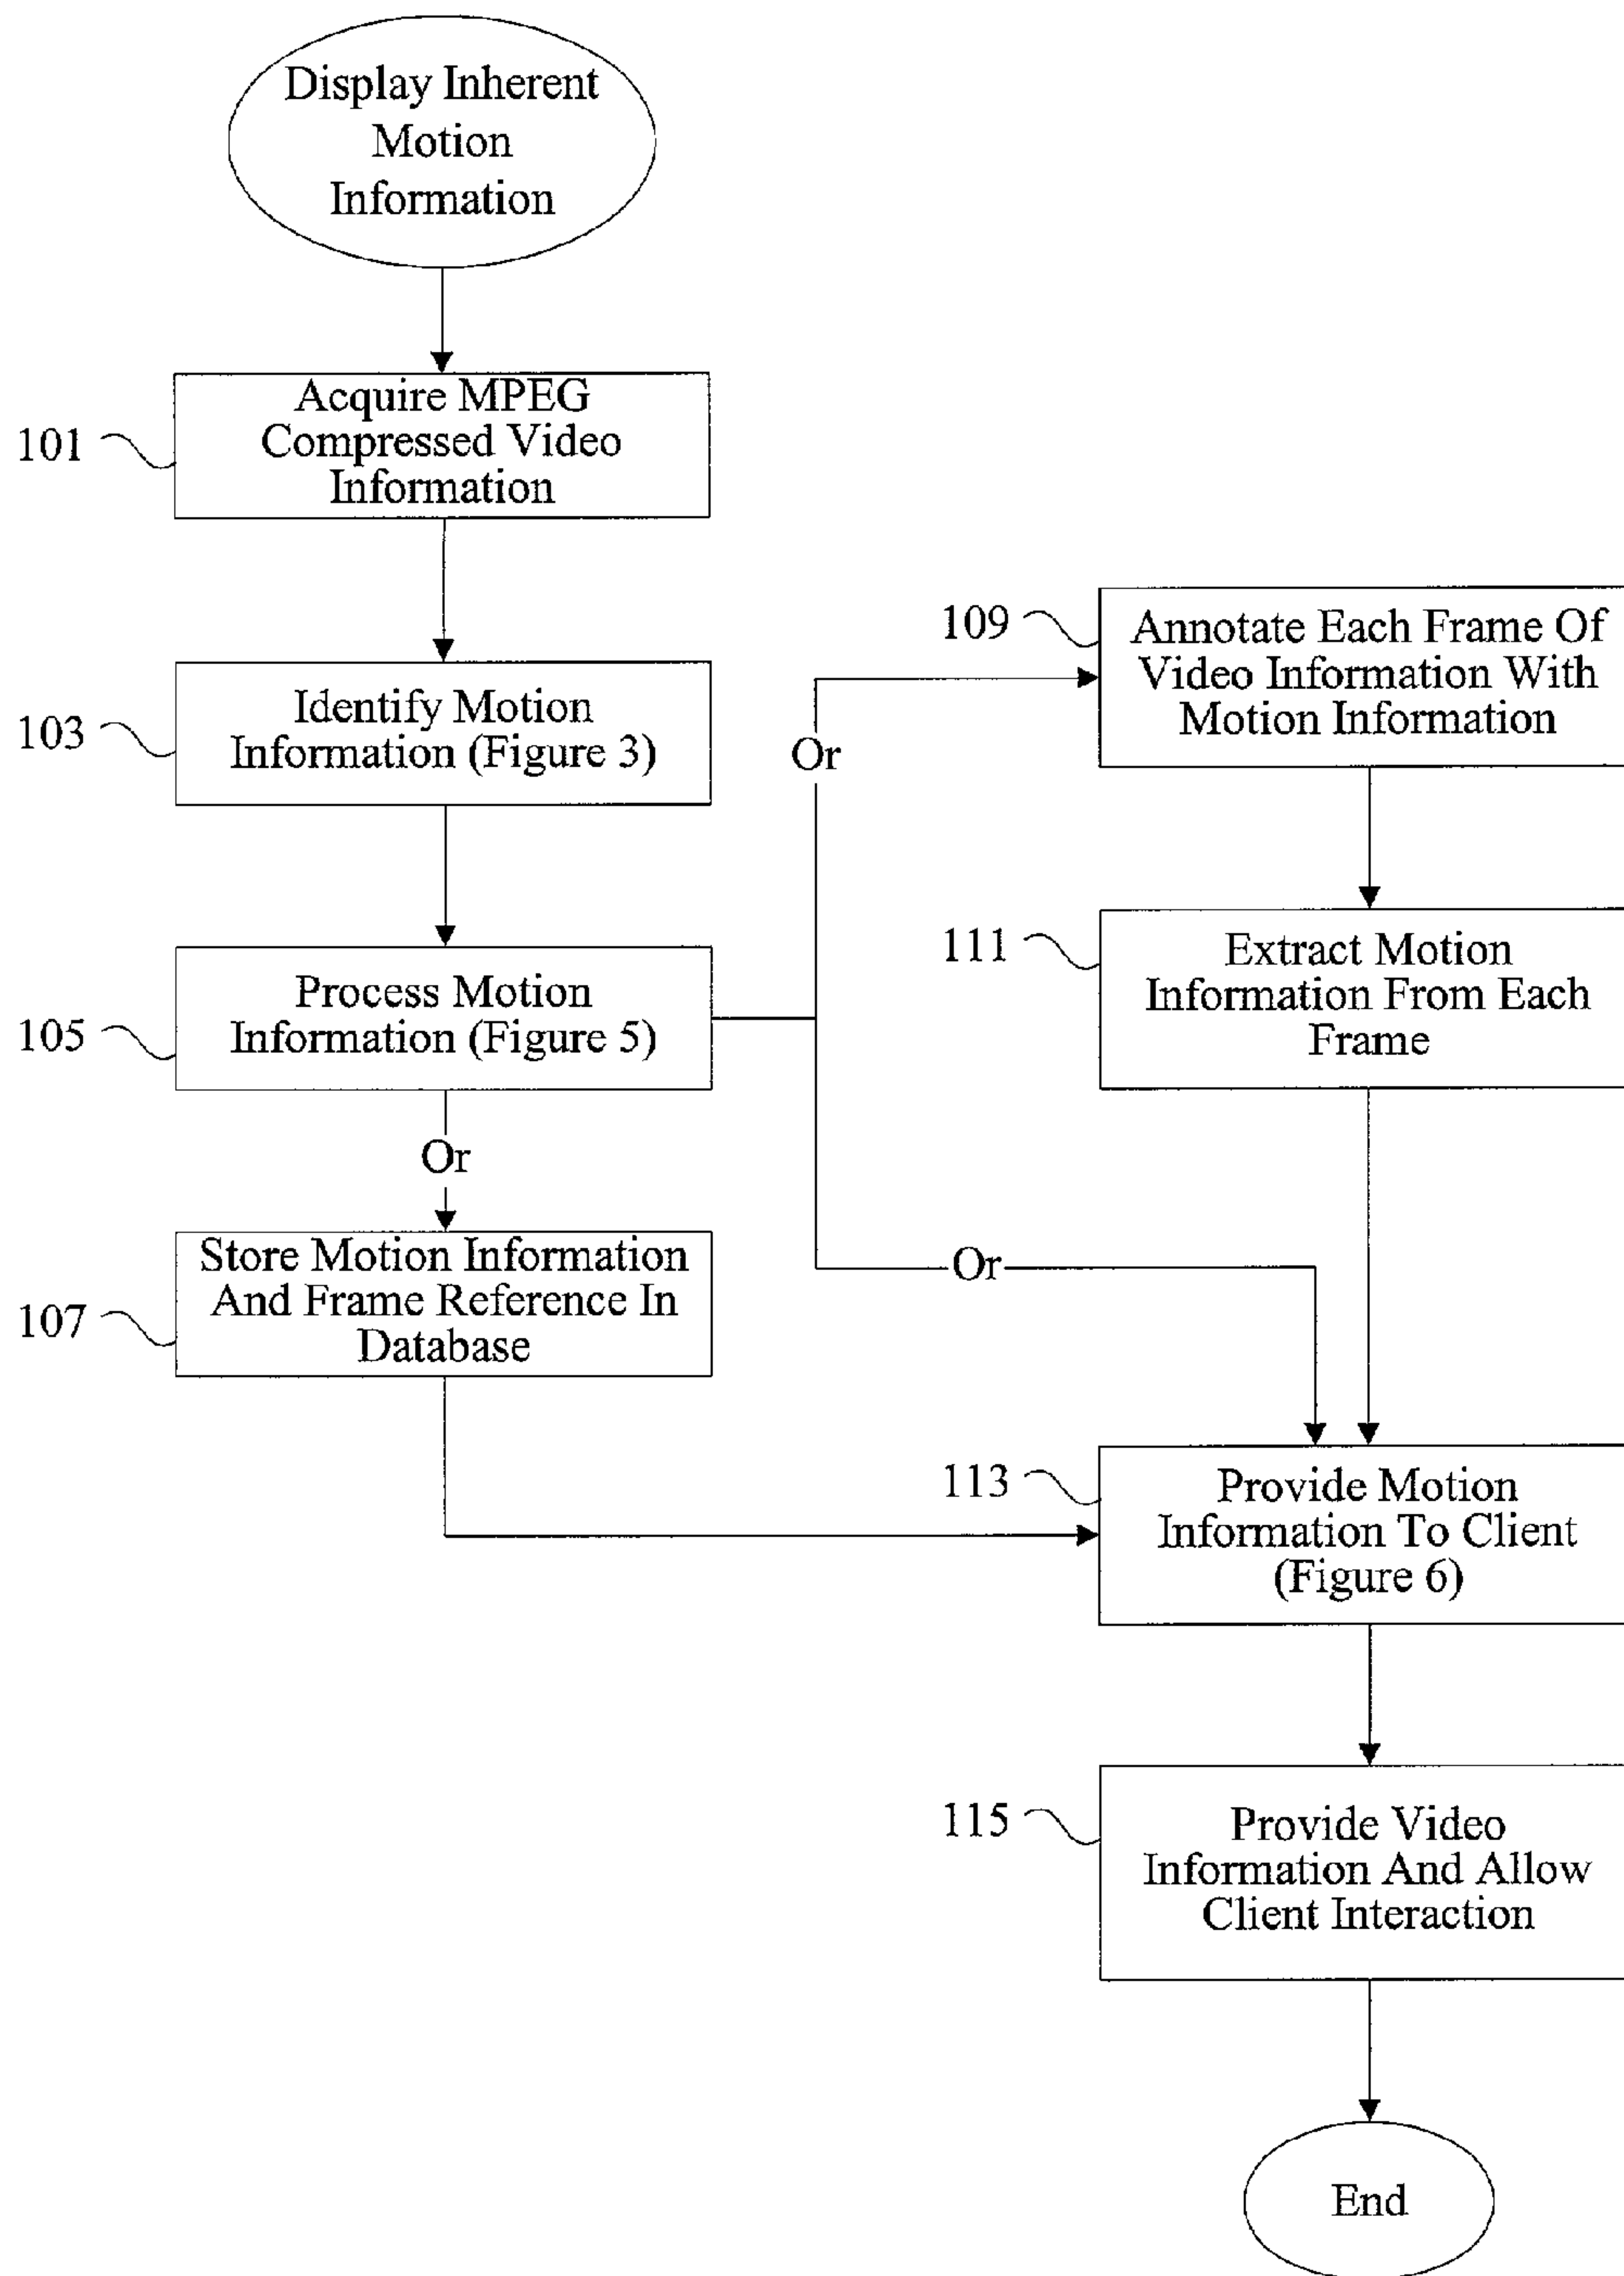 Display Inherent
Motion
Information
101
Acquire MPEG
Compressed Video
Information
103
Identify Motion
Information (Figure 3)
105
Process Motion
Information (Figure 5)
Or
107
Store Motion Information
And Frame Reference In
Database
Or
109
Annotate Each Frame Of
Video Information With
Motion Information
111
Extract Motion
Information From Each
Frame
Or
113
Provide Motion
Information To Client
(Figure 6)
115
Provide Video
Information And Allow
Client Interaction
End